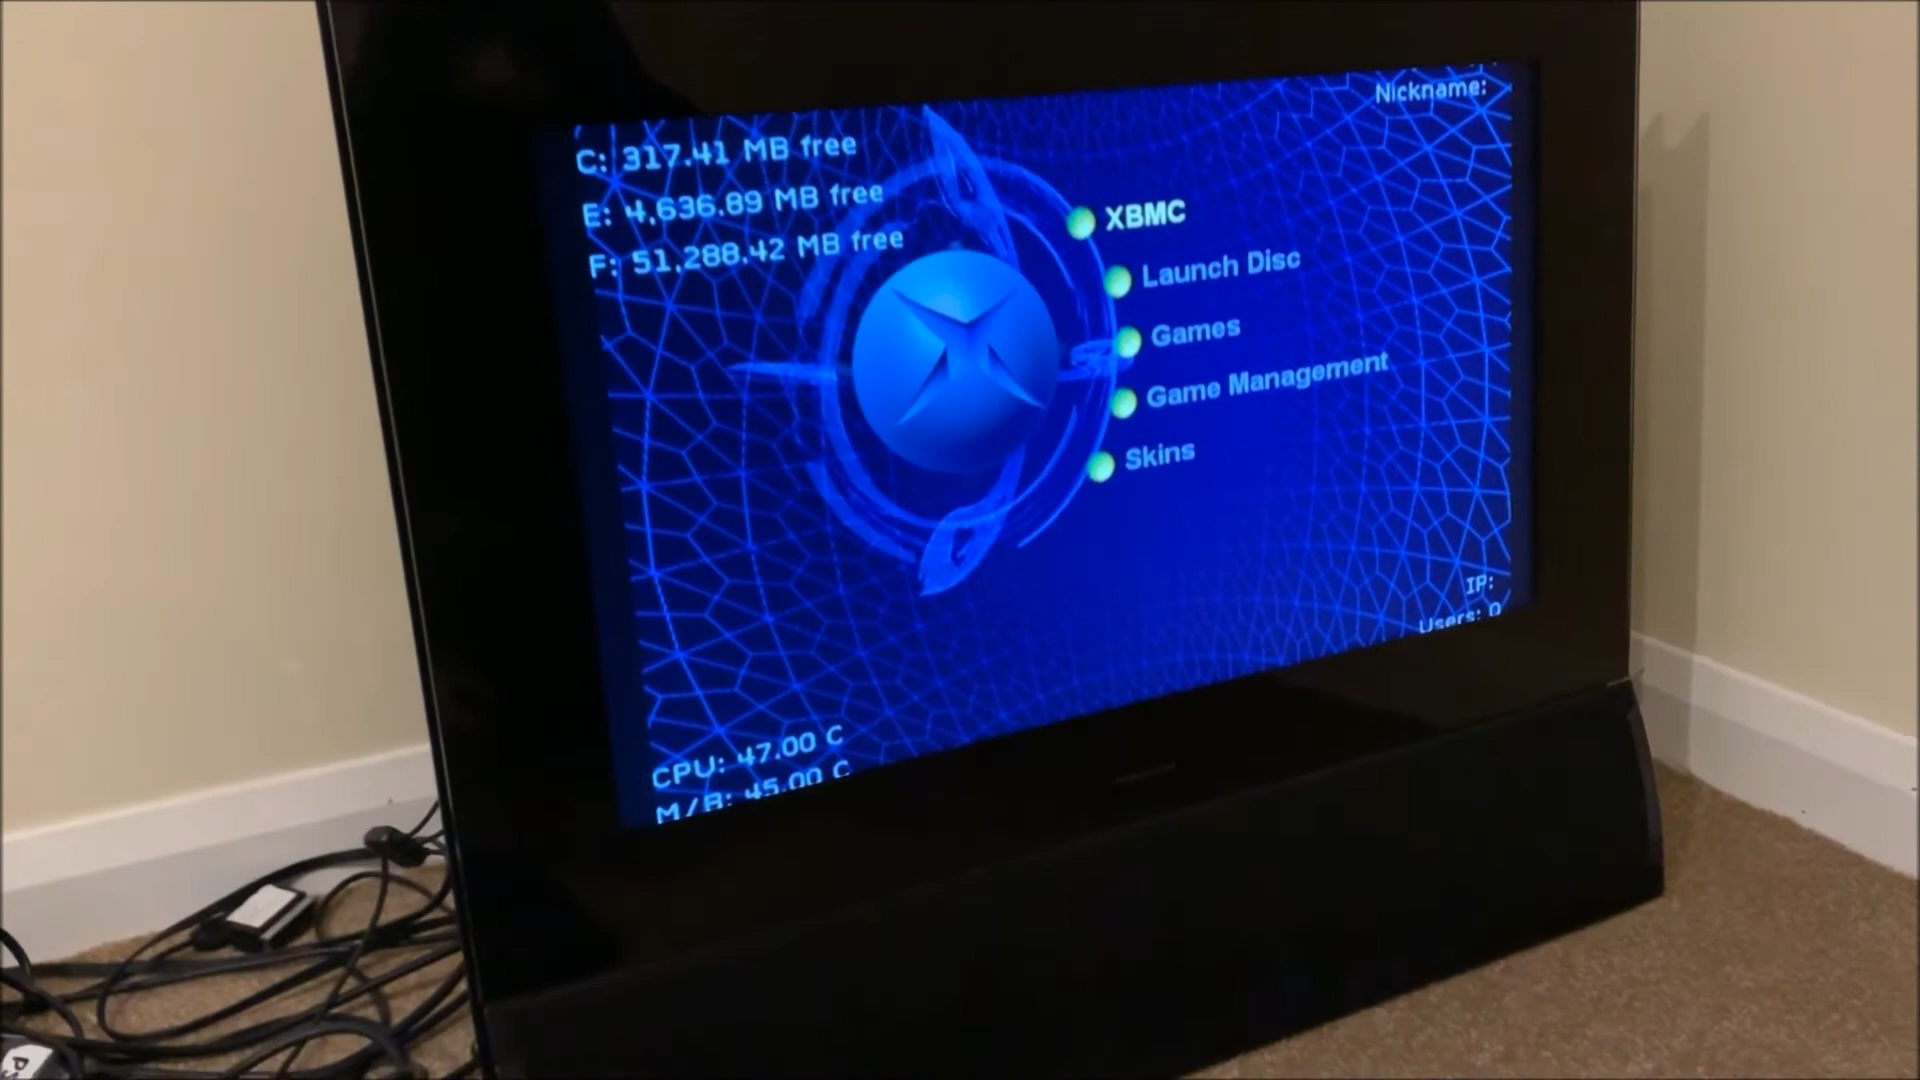 Nickname:
C: 317.41 MB free
E: 4,636.89 MB free
F: 51,288.42 MB free
XBMC
Launch Disc
Games
Game Management
Skins
IP:
Users: 0
CPU: 47.00 C
M/B: 45.00 C